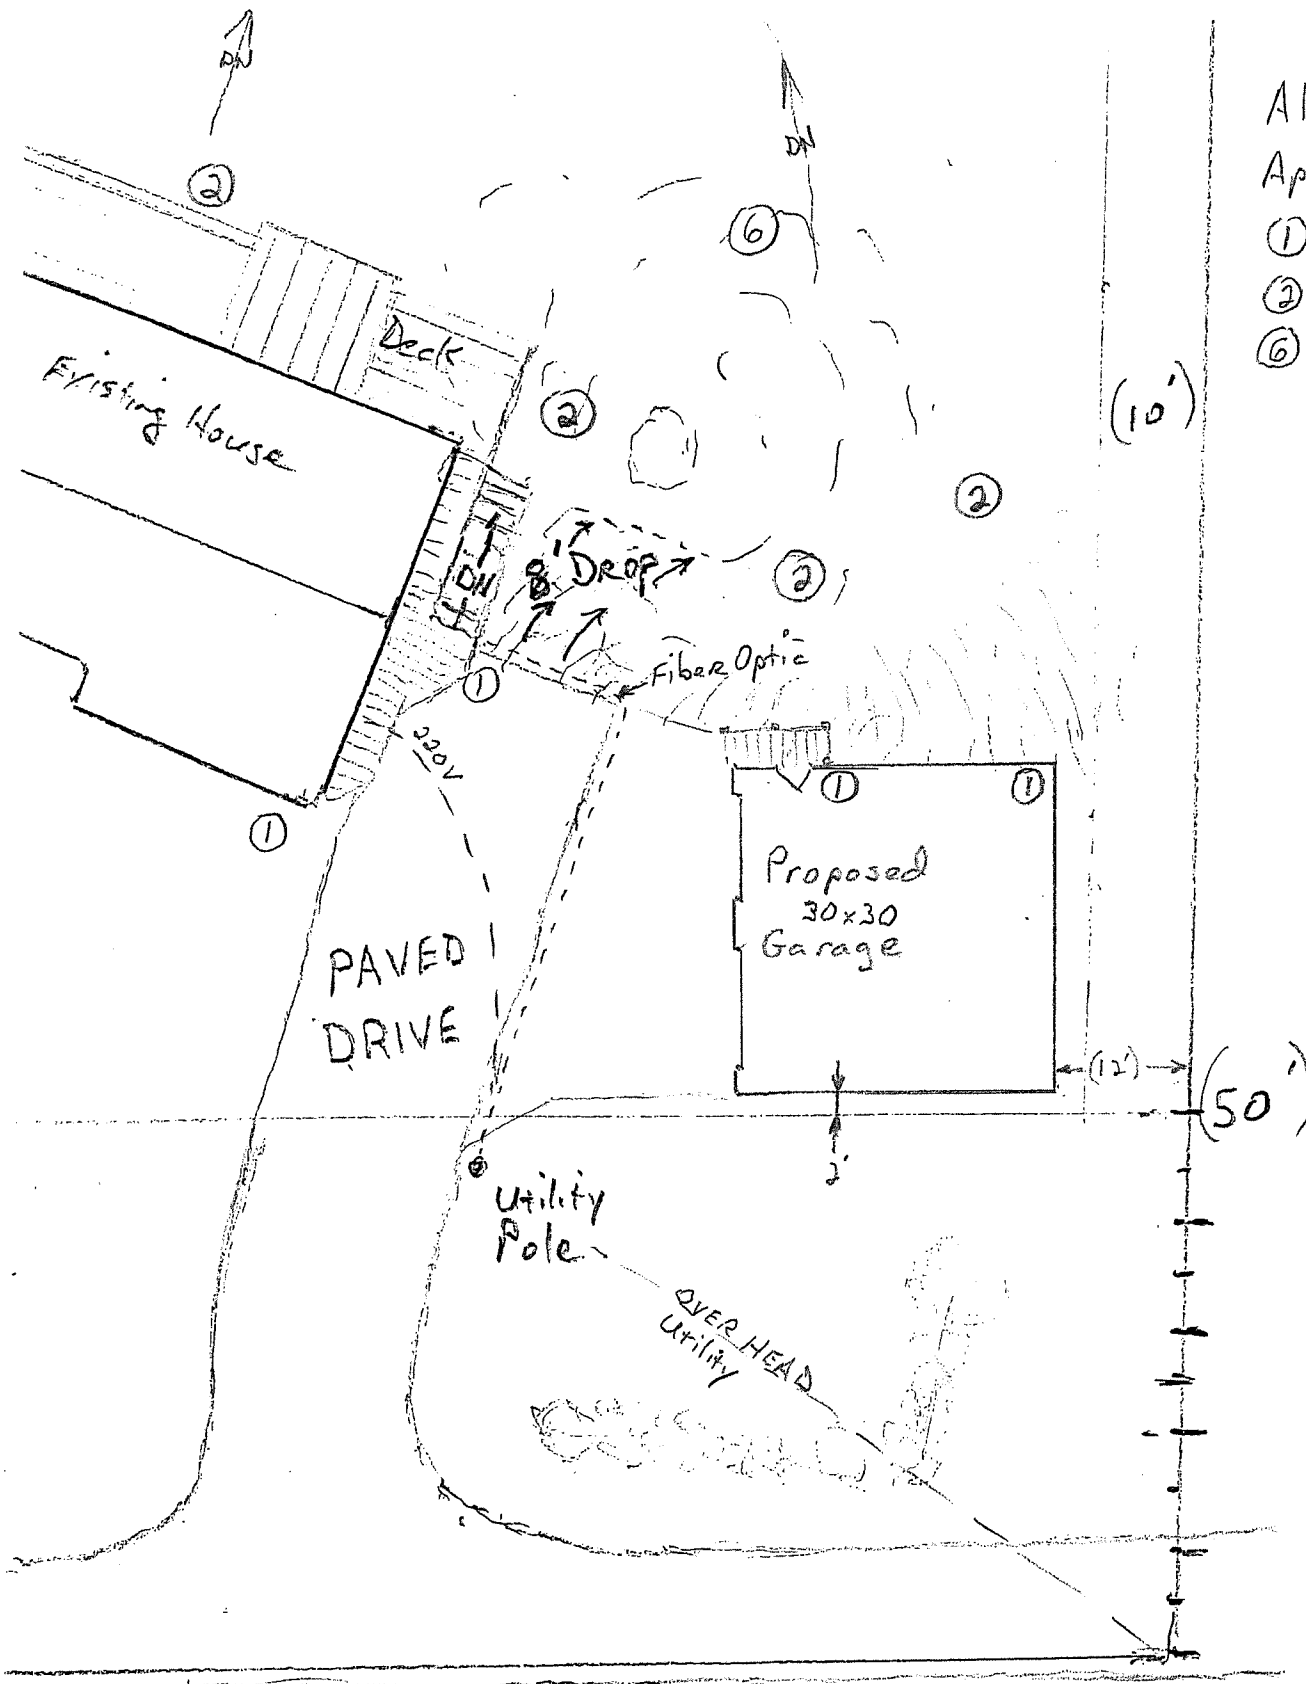 DN
DN
②
⑥
Al
Ap
①
②
⑥
Deck
Existing House
②
(10')
②
DN
8' DROP
②
①
Fiber Optic
220V
①
①
①
Proposed
30x30
Garage
PAVED
DRIVE
(12')
(50')
2'
Utility
Pole
OVER HEAD
Utility